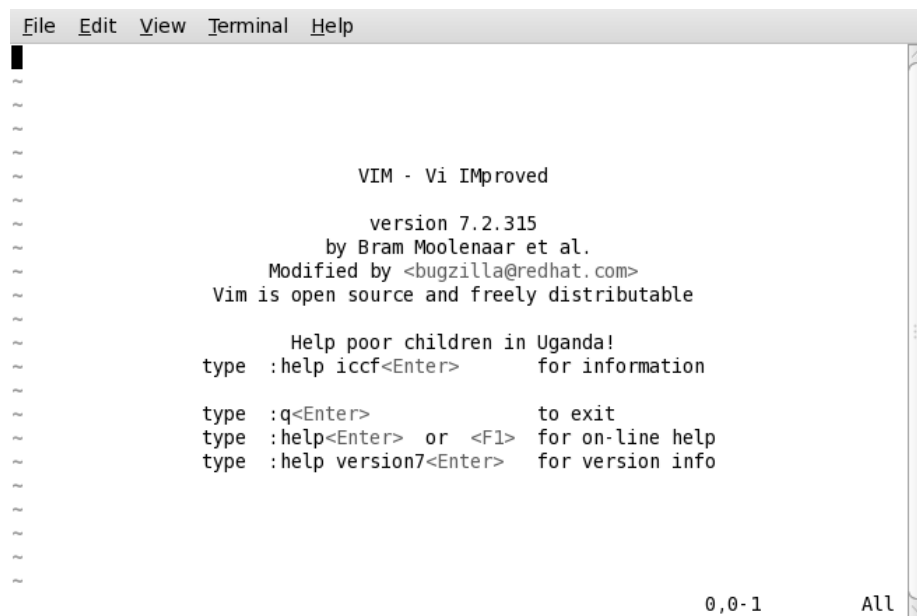 File Edit View Terminal Help
~
~
~
~
~ VIM - Vi IMproved
~
~ version 7.2.315
~ by Bram Moolenaar et al.
~ Modified by <bugzilla@redhat.com>
~ Vim is open source and freely distributable
~
~ Help poor children in Uganda!
~ type :help iccf<Enter> for information
~
~ type :q<Enter> to exit
~ type :help<Enter> or <F1> for on-line help
~ type :help version7<Enter> for version info
~
~
~
~
~
0,0-1 All